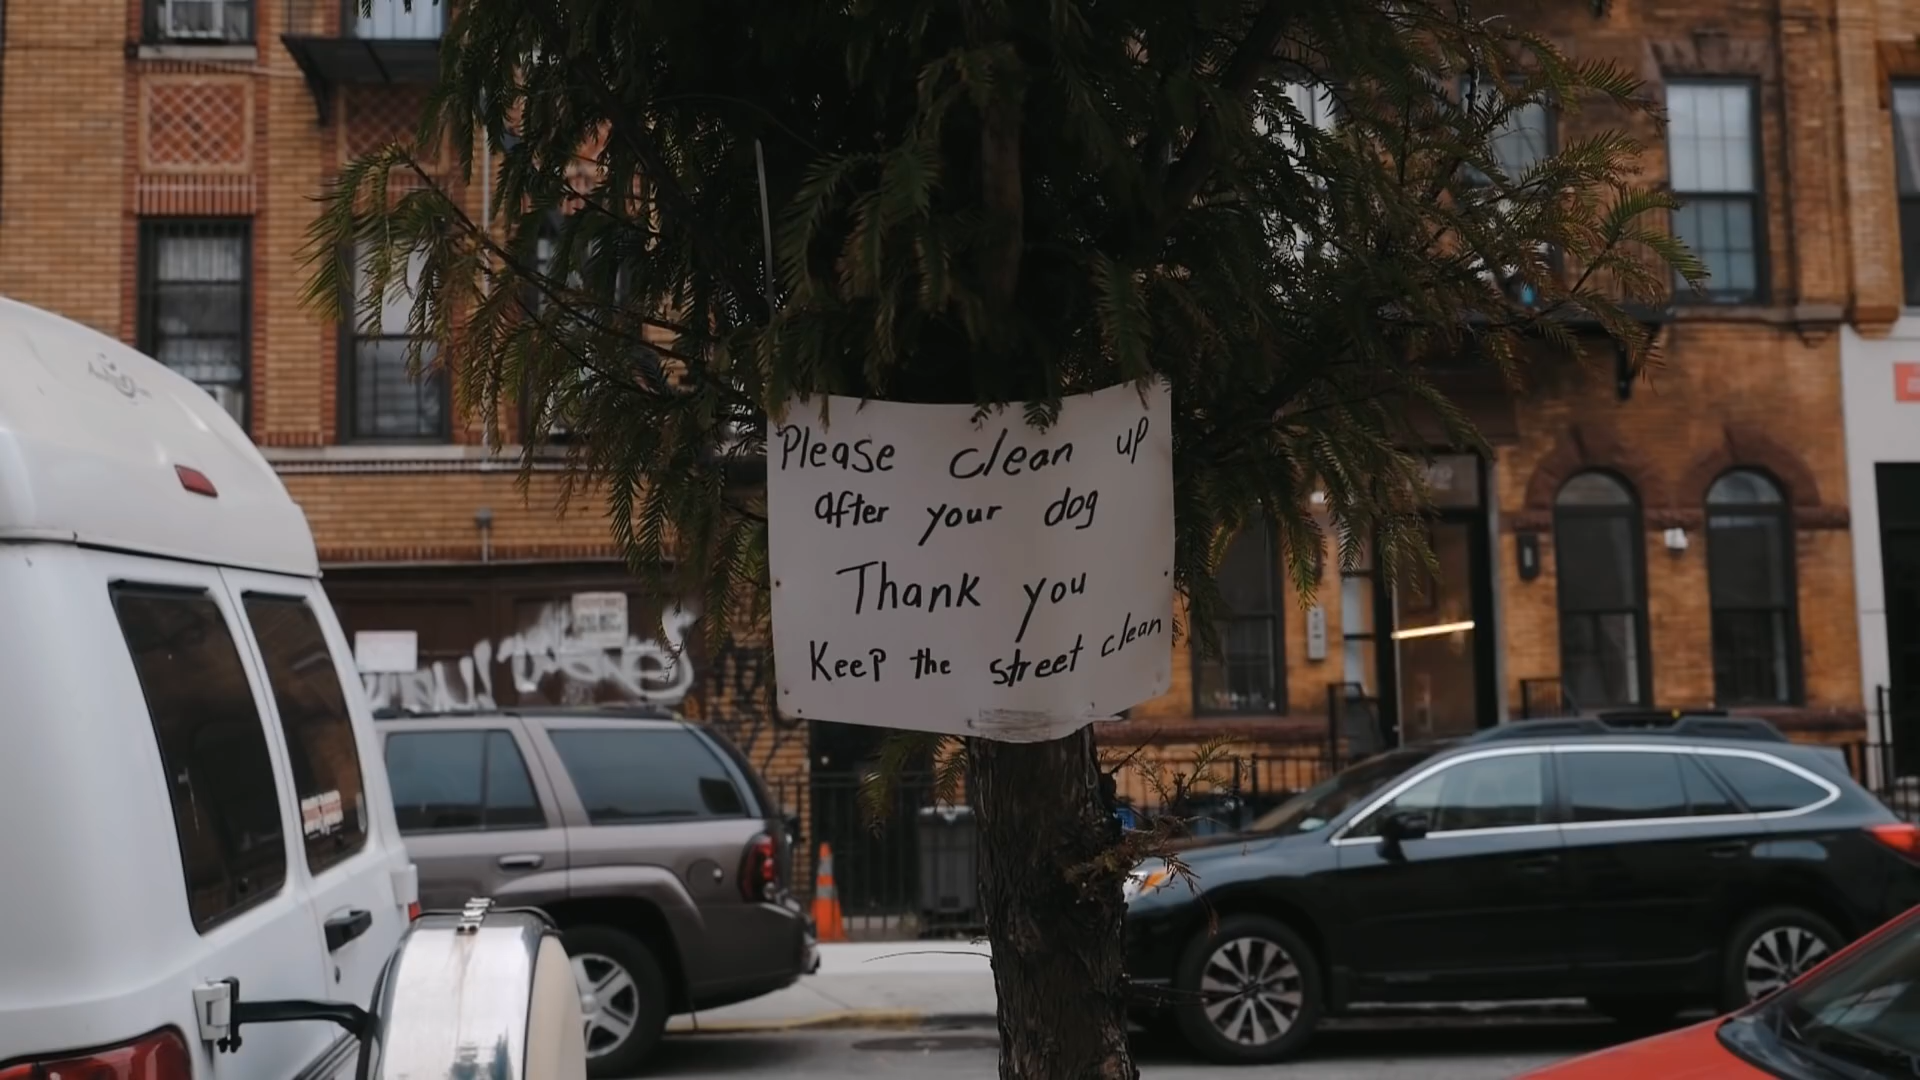 Please clean up
after your dog
Thank you
Keep the street clean